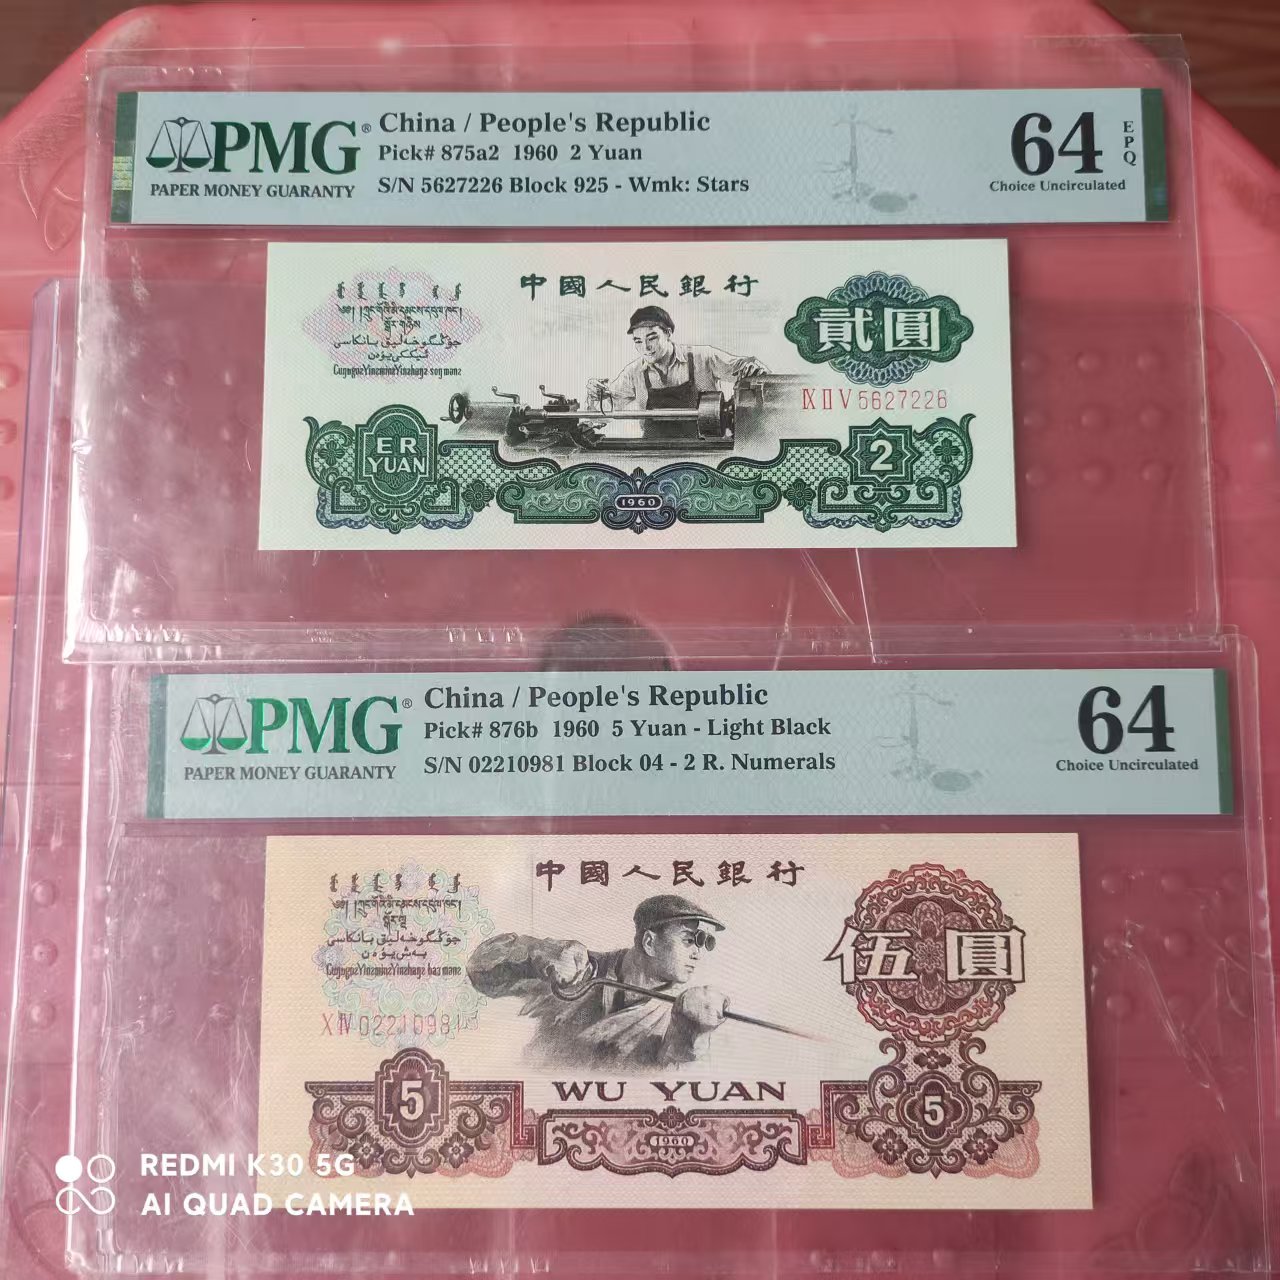 PMG®
PAPER MONEY GUARANTY
China / People's Republic
Pick# 875a2 1960 2 Yuan
S/N 5627226 Block 925 - Wmk: Stars
64
EPQ
Choice Uncirculated
中國人民銀行
貳圓
ⅨⅡⅤ5627226
ER
YUAN
2
1960
PMG®
PAPER MONEY GUARANTY
China / People's Republic
Pick# 876b 1960 5 Yuan - Light Black
S/N 02210981 Block 04 - 2 R. Numerals
64
Choice Uncirculated
中國人民銀行
伍圓
ⅩⅣ02210981
5
WU YUAN
5
1960
REDMI K30 5G
AI QUAD CAMERA